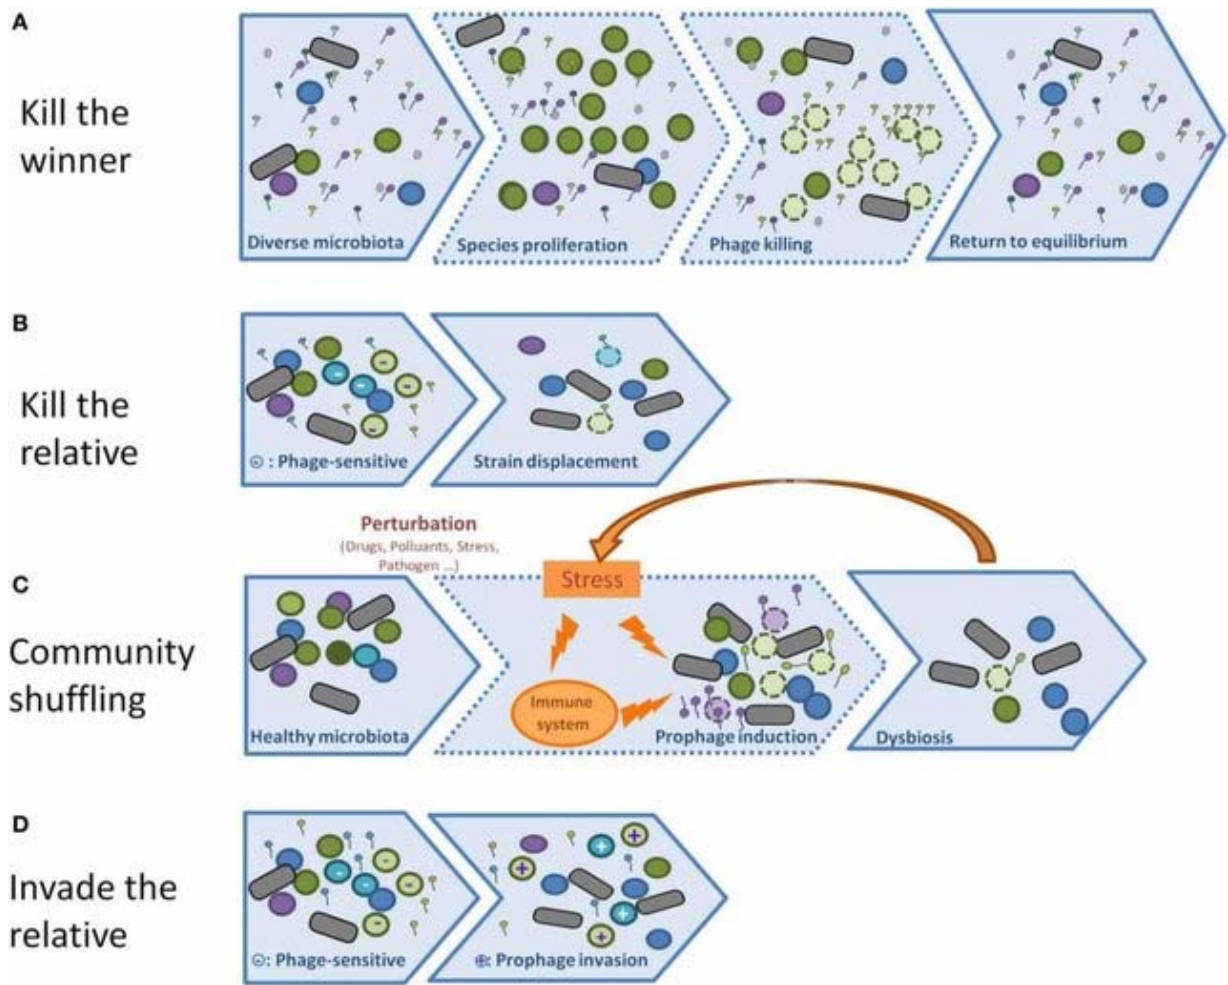 A
Kill the
winner
Diverse microbiota
Species proliferation
Phage killing
Return to equilibrium
B
Kill the
relative
- - - - -
⊝ : Phage-sensitive
Strain displacement
Perturbation
(Drugs, Polluants, Stress,
Pathogen ...)
Stress
C
Community
shuffling
Immune
system
Healthy microbiota
Prophage induction
Dysbiosis
D
Invade the
relative
- - - - -
+ + + + +
⊝: Phage-sensitive
⊕: Prophage invasion